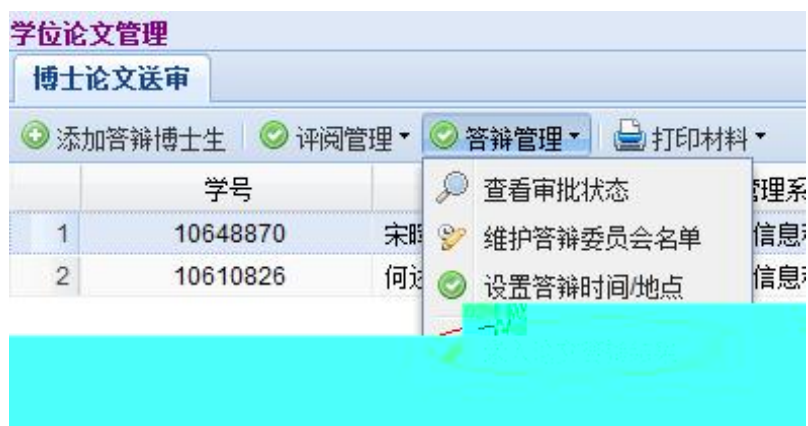 学位论文管理
博士论文送审
添加答辩博士生 评阅管理 答辩管理 打印材料
学号 查看审批状态 管理系
1 10648870 宋 维护答辩委员会名单 信息
2 10610826 何 设置答辩时间/地点 信息